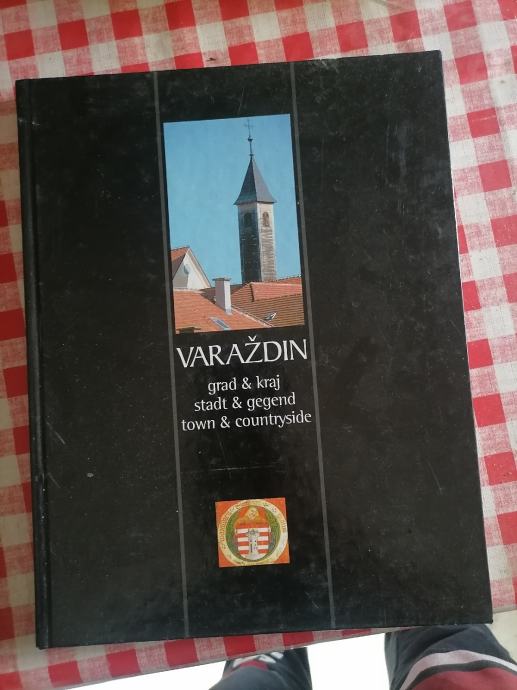 VARAŽDIN
grad & kraj
stadt & gegend
town & countryside